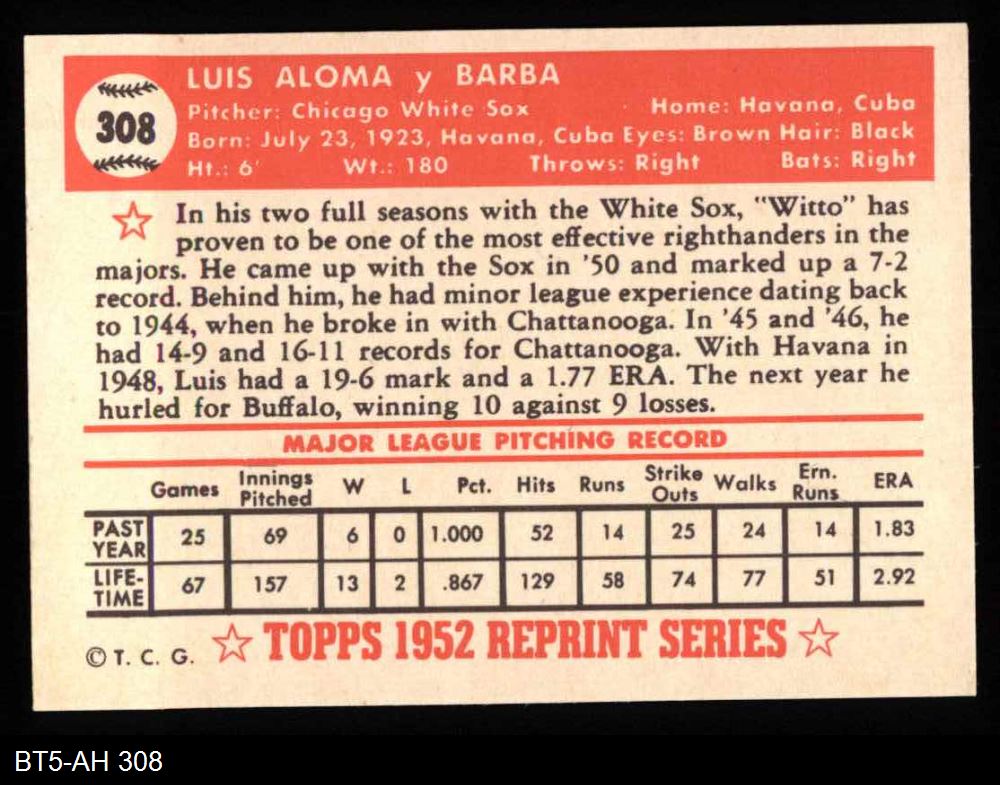 LUIS ALOMA y BARBA
308
Pitcher: Chicago White Sox Home: Havana, Cuba
Born: July 23, 1923, Havana, Cuba Eyes: Brown Hair: Black
Ht.: 6' Wt.: 180 Throws: Right Bats: Right
In his two full seasons with the White Sox, "Witto" has
proven to be one of the most effective righthanders in the
majors. He came up with the Sox in '50 and marked up a 7-2
record. Behind him, he had minor league experience dating back
to 1944, when he broke in with Chattanooga. In '45 and '46, he
had 14-9 and 16-11 records for Chattanooga. With Havana in
1948, Luis had a 19-6 mark and a 1.77 ERA. The next year he
hurled for Buffalo, winning 10 against 9 losses.
MAJOR LEAGUE PITCHING RECORD
Games Innings Pitched W L Pct. Hits Runs Strike Outs Walks Ern. Runs ERA
PAST YEAR 25 69 6 0 1.000 52 14 25 24 14 1.83
LIFE-TIME 67 157 13 2 .867 129 58 74 77 51 2.92
© T. C. G. TOPPS 1952 REPRINT SERIES
BT5-AH 308